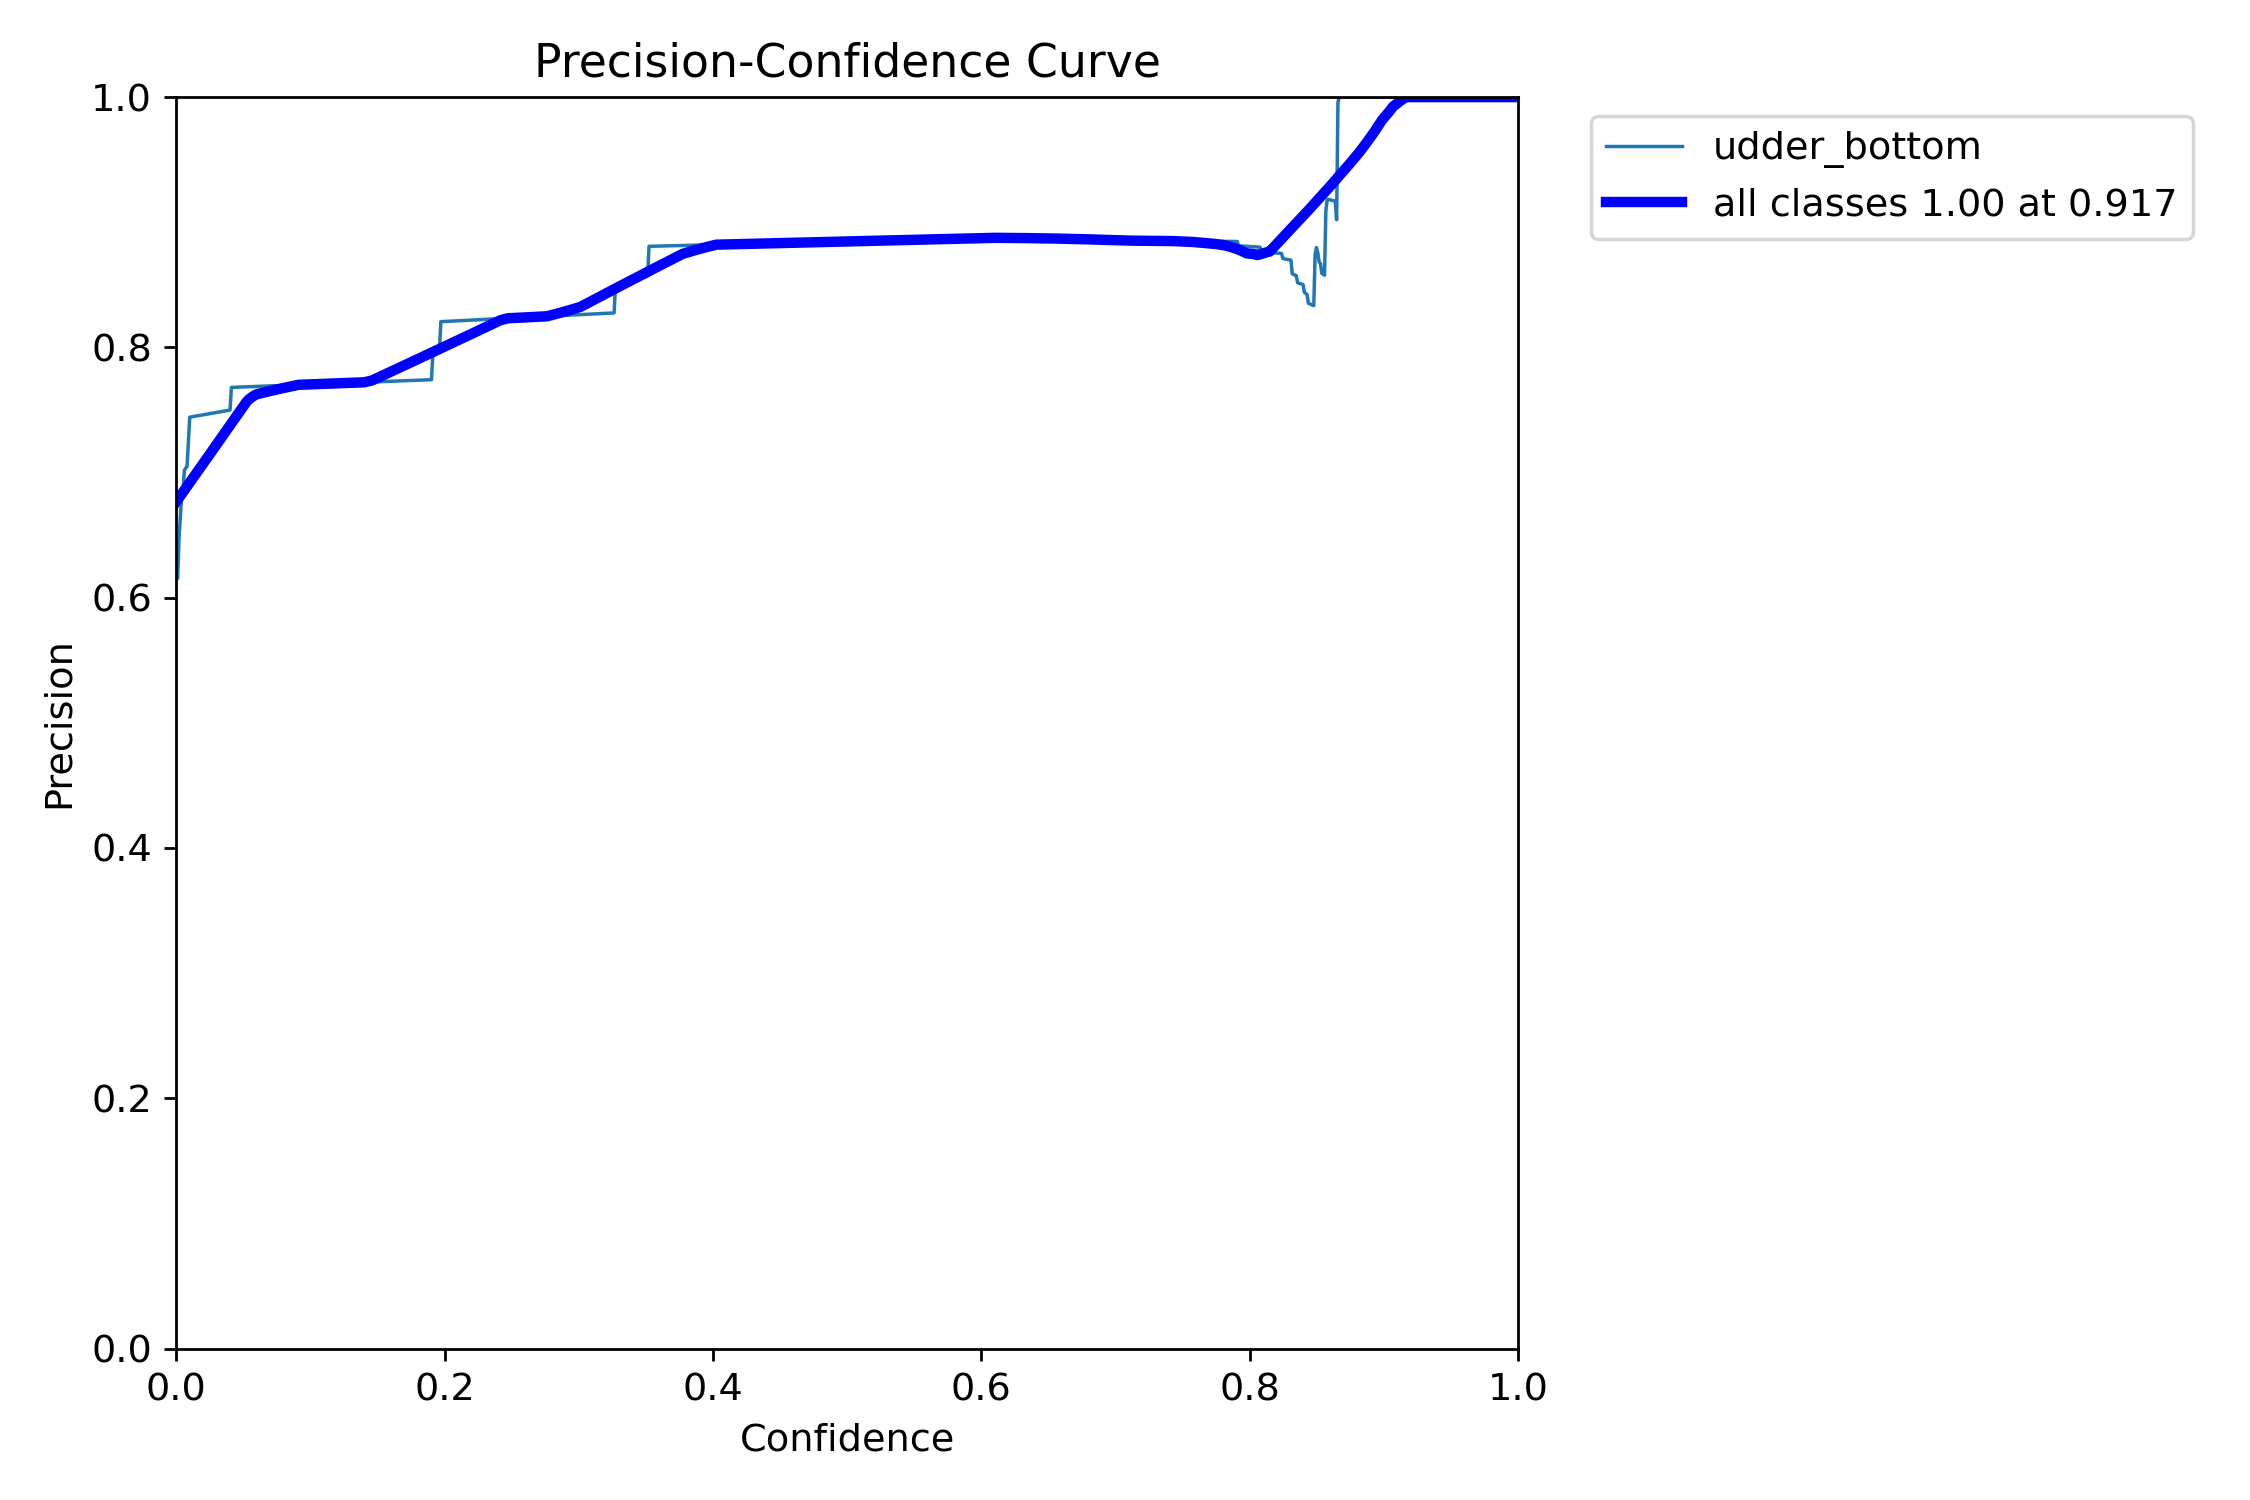 Precision-Confidence Curve
1.0
0.8
0.6
0.4
0.2
0.0
Precision
0.0 0.2 0.4 0.6 0.8 1.0
Confidence
udder_bottom
all classes 1.00 at 0.917